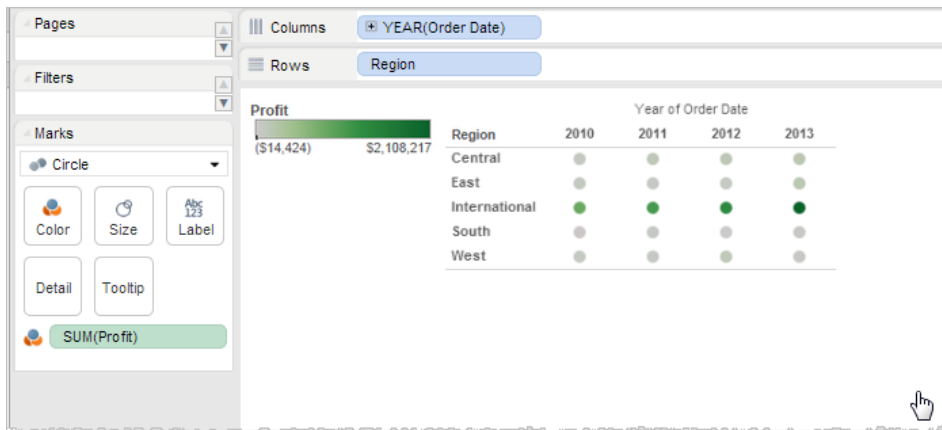 Pages
Columns
YEAR(Order Date)
Rows
Region
Filters
Marks
Circle
Color
Size
Abc
123
Label
Detail
Tooltip
SUM(Profit)
Profit
($14,424) $2,108,217
Year of Order Date
Region 2010 2011 2012 2013
Central
East
International
South
West